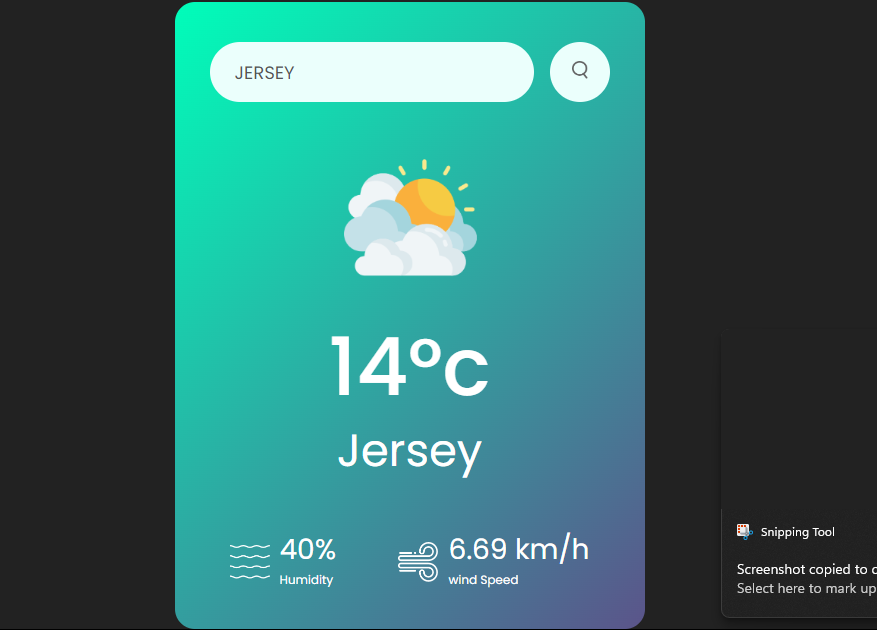 JERSEY
14°c
Jersey
40%
Humidity
6.69 km/h
wind Speed
Snipping Tool
Screenshot copied to
Select here to mark up